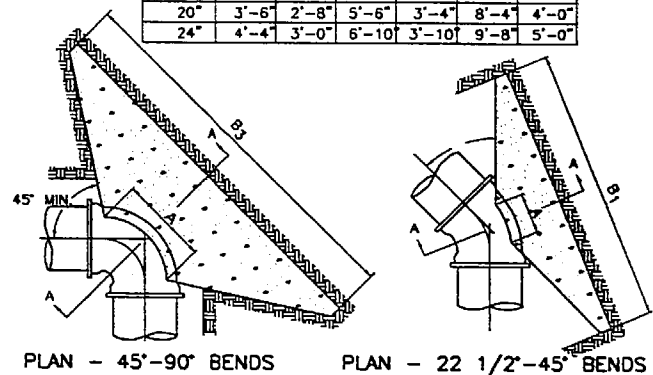 20" 3'-6" 2'-8" 5'-6" 3'-4" 8'-4" 4'-0"
24" 4'-4" 3'-0" 6'-10" 3'-10" 9'-8" 5'-0"
B3
A
A
45° MIN.
A
B1
A
A
A
PLAN - 45°-90° BENDS
PLAN - 22 1/2°-45° BENDS